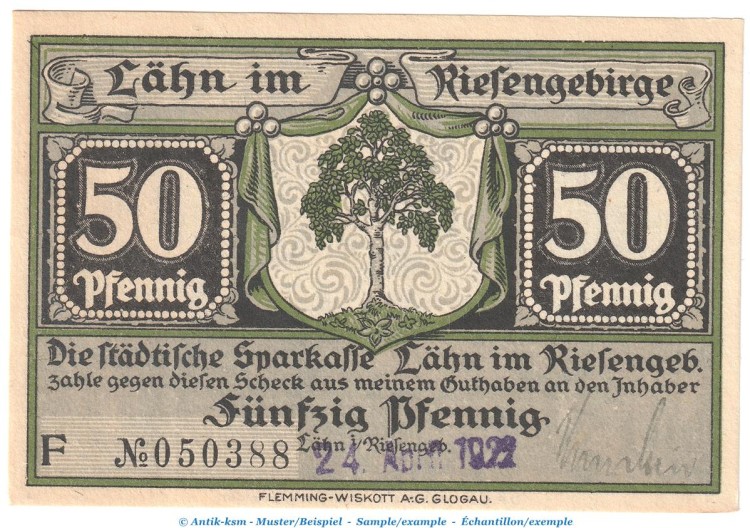 Lähn im Riesengebirge
50 Pfennig
50 Pfennig
Die städtische Sparkasse Lähn im Riesengeb.
zahle gegen diesen Scheck aus meinem Guthaben an den Inhaber
Fünfzig Pfennig
Lähn i/Riesengeb.
F № 050388 24. April 1922
FLEMMING-WISKOTT A.-G. GLOGAU.
© Antik-ksm - Muster/Beispiel - Sample/example - Échantillon/exemple